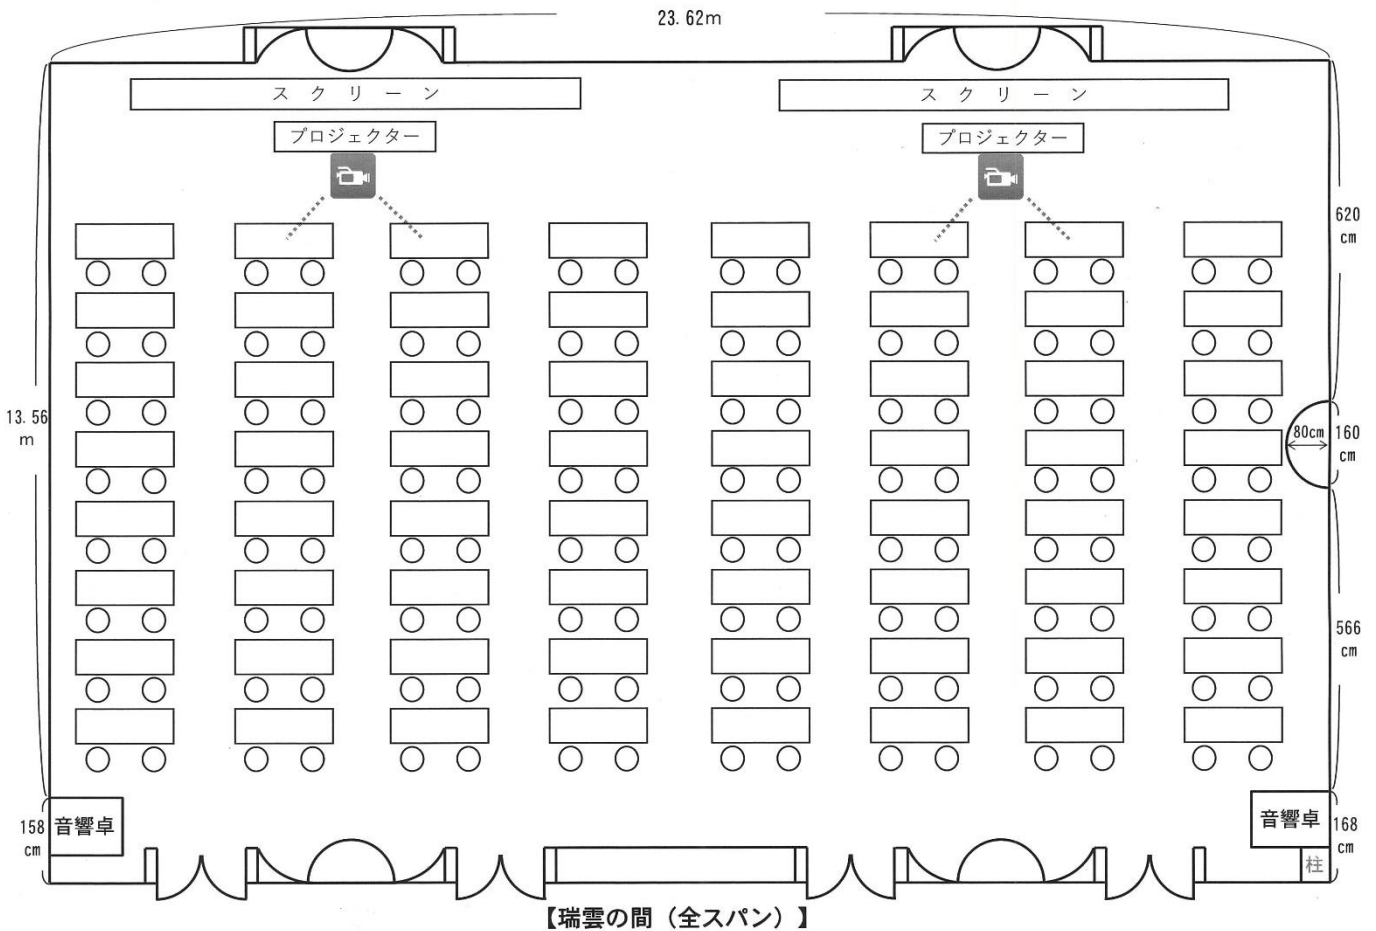 23.62m
スクリーン
スクリーン
プロジェクター
プロジェクター
620
cm
13.56
m
80cm
160
cm
566
cm
158
cm
音響卓
音響卓
168
cm
柱
【瑞雲の間（全スパン）】